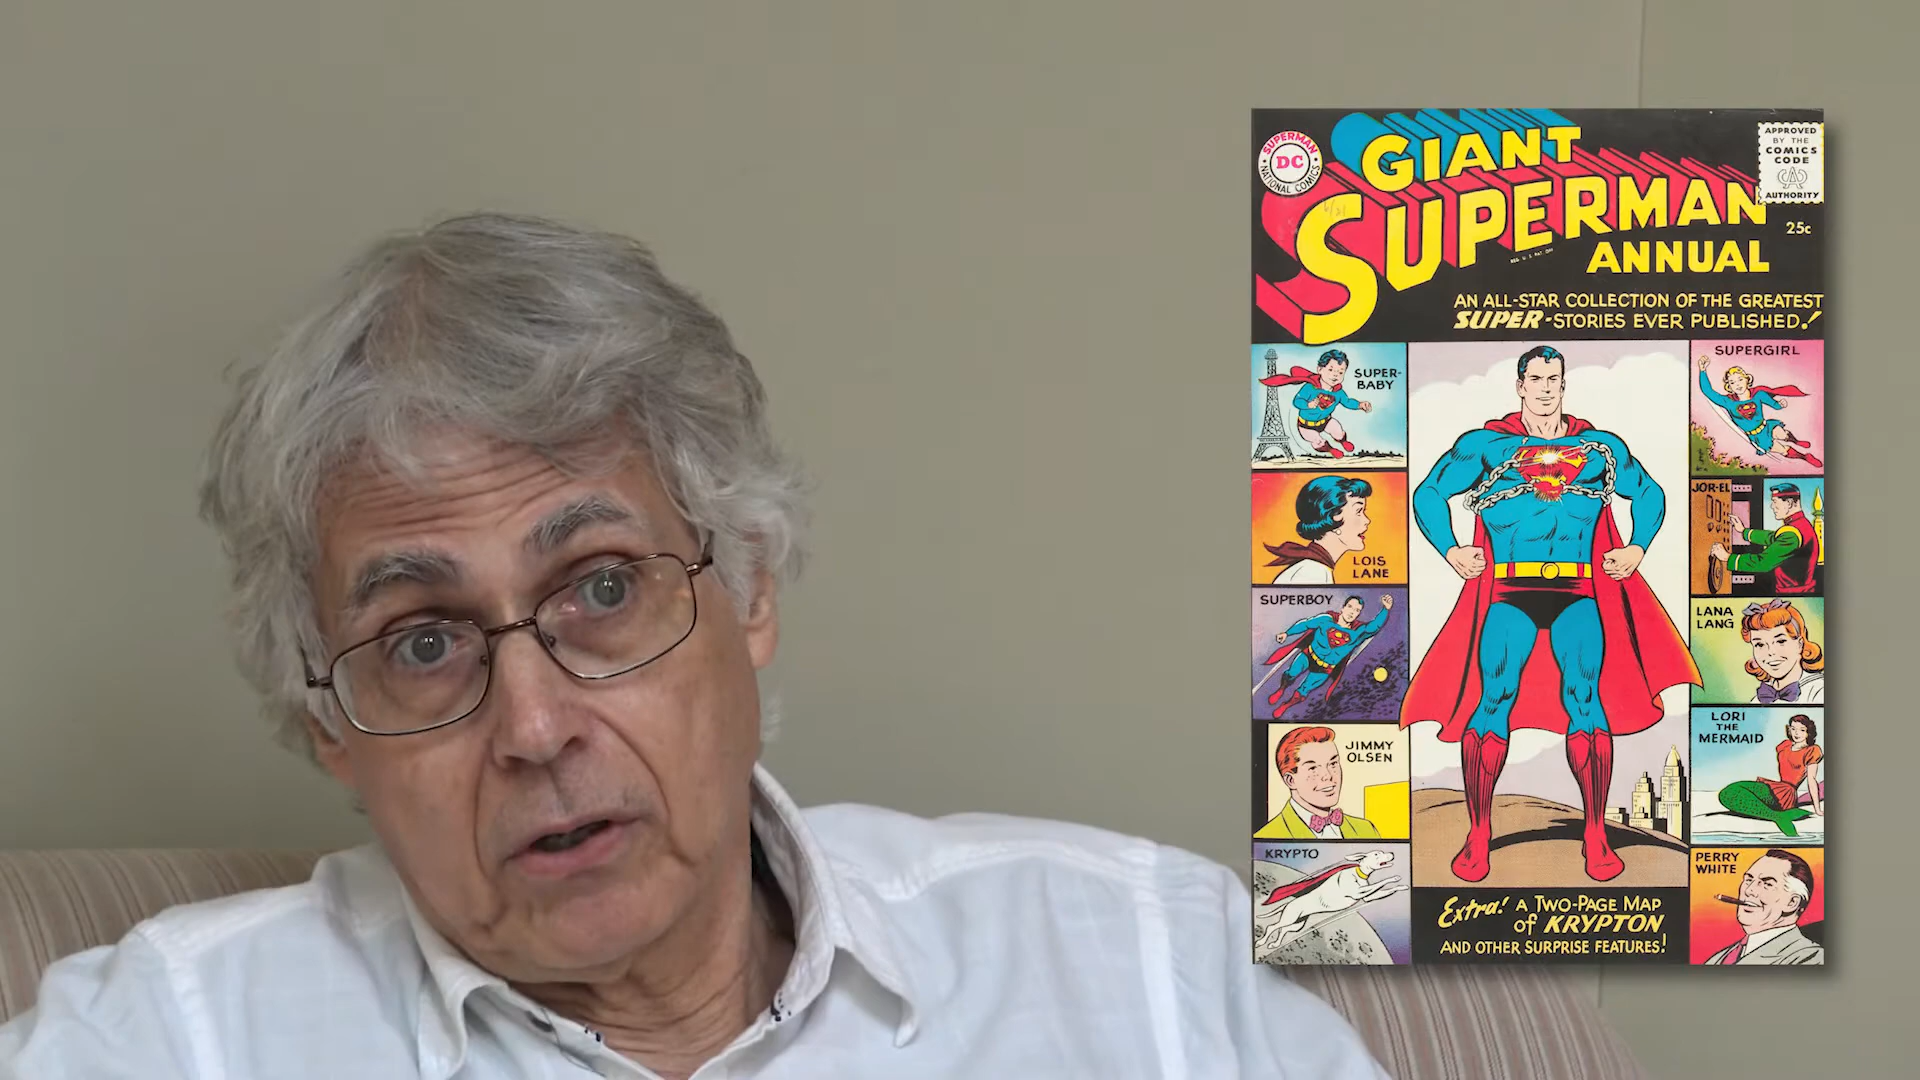 SUPERMAN
DC
NATIONAL COMICS
GIANT
SUPERMAN
ANNUAL
APPROVED
BY THE
COMICS
CODE
AUTHORITY
25c
AN ALL-STAR COLLECTION OF THE GREATEST
SUPER-STORIES EVER PUBLISHED!
SUPER-
BABY
LOIS
LANE
SUPERBOY
JIMMY
OLSEN
KRYPTO
SUPERGIRL
JOR-EL
LANA
LANG
LORI
THE
MERMAID
PERRY
WHITE
Extra! A TWO-PAGE MAP
of KRYPTON
AND OTHER SURPRISE FEATURES!